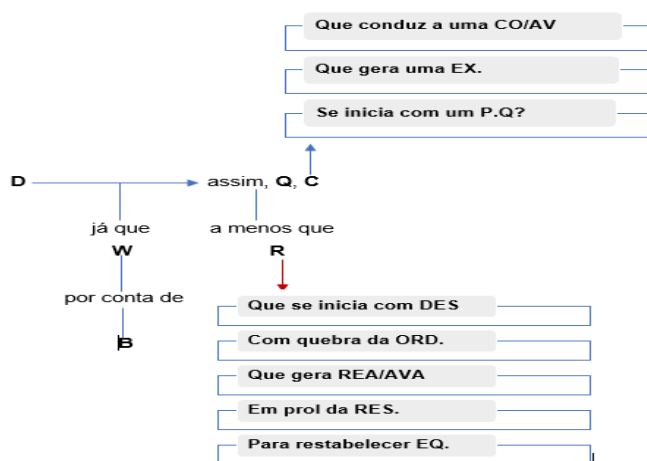 Que conduz a uma CO/AV
Que gera uma EX.
Se inicia com um P.Q?
D
assim, Q, C
já que
a menos que
W
R
por conta de
B
Que se inicia com DES
Com quebra da ORD.
Que gera REA/AVA
Em prol da RES.
Para restabelecer EQ.